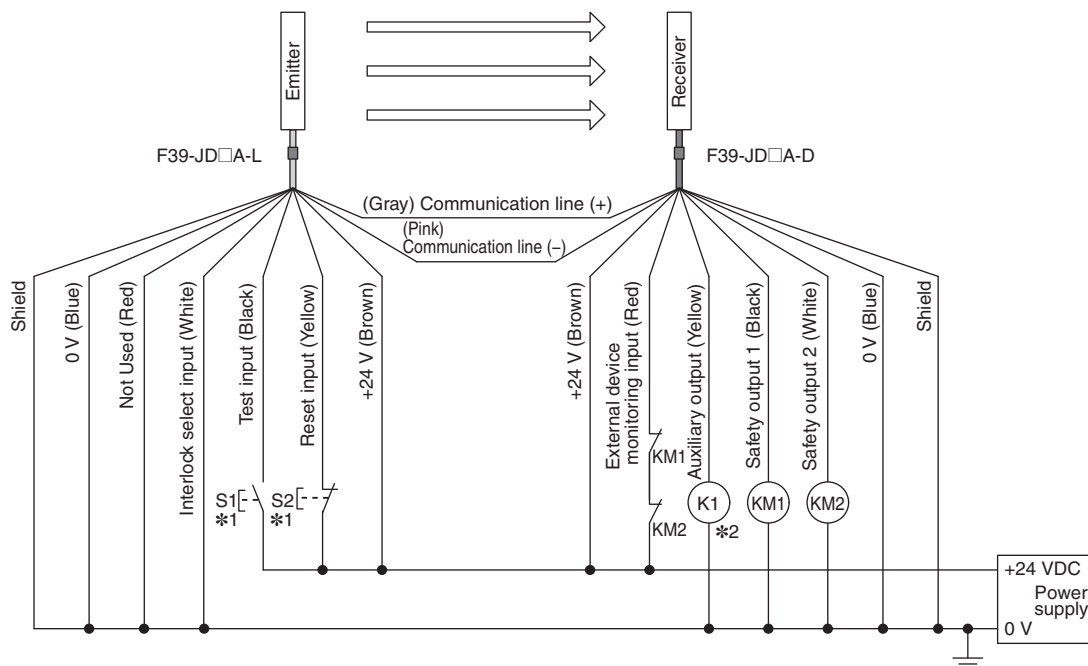 Emitter
Receiver
F39-JD□A-L
F39-JD□A-D
(Gray) Communication line (+)
(Pink)
Communication line (–)
Shield
0 V (Blue)
Not Used (Red)
Interlock select input (White)
Test input (Black)
Reset input (Yellow)
+24 V (Brown)
+24 V (Brown)
External device
monitoring input (Red)
Auxiliary output (Yellow)
Safety output 1 (Black)
Safety output 2 (White)
0 V (Blue)
Shield
S1
*1
S2
*1
KM1
KM2
K1
*2
KM1
KM2
+24 VDC
Power
supply
0 V